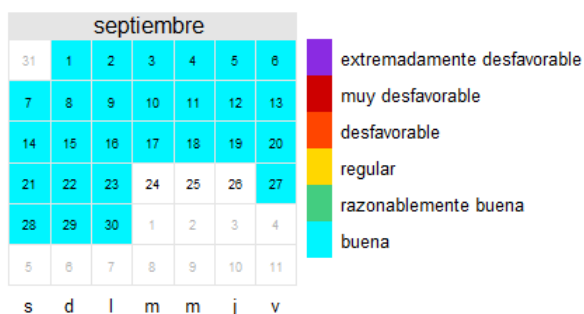 septiembre
31 1 2 3 4 5 6
7 8 9 10 11 12 13
14 15 16 17 18 19 20
21 22 23 24 25 26 27
28 29 30 1 2 3 4
5 6 7 8 9 10 11
s d l m m j v
extremadamente desfavorable
muy desfavorable
desfavorable
regular
razonablemente buena
buena